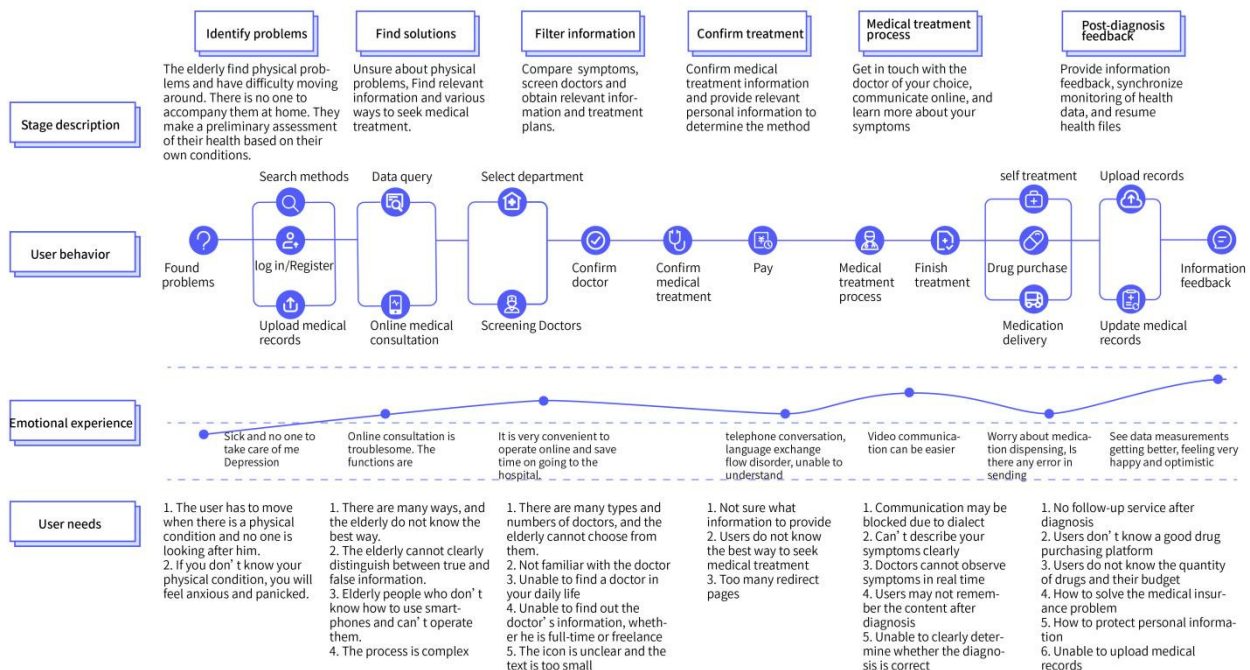 Identify problems
Find solutions
Filter information
Confirm treatment
Medical treatment
process
Post-diagnosis
feedback
Stage description
The elderly find physical prob-
lems and have difficulty moving
around. There is no one to
accompany them at home. They
make a preliminary assessment
of their health based on their
own conditions.
Unsure about physical
problems, Find relevant
information and various
ways to seek medical
treatment.
Compare symptoms,
screen doctors and
obtain relevant infor-
mation and treatment
plans.
Confirm medical
treatment information
and provide relevant
personal information to
determine the method
Get in touch with the
doctor of your choice,
communicate online, and
learn more about your
symptoms
Provide information
feedback, synchronize
monitoring of health
data, and resume
health files
User behavior
Found
problems
Search methods
log in/Register
Upload medical
records
Data query
Online medical
consultation
Select department
Screening Doctors
Confirm
doctor
Confirm
medical
treatment
Pay
Medical
treatment
process
Finish
treatment
self treatment
Drug purchase
Medication
delivery
Upload records
Update medical
records
Information
feedback
Emotional experience
Sick and no one to
take care of me
Depression
Online consultation is
troublesome. The
functions are
It is very convenient to
operate online and save
time on going to the
hospital.
telephone conversation,
language exchange
flow disorder, unable to
understand
Video communica-
tion can be easier
Worry about medica-
tion dispensing, Is
there any error in
sending
See data measurements
getting better, feeling very
happy and optimistic
User needs
1. The user has to move
when there is a physical
condition and no one is
looking after him.
2. If you don't know your
physical condition, you will
feel anxious and panicked.
1. There are many ways, and
the elderly do not know the
best way.
2. The elderly cannot clearly
distinguish between true and
false information.
3. Elderly people who don't
know how to use smart-
phones and can't operate
them.
4. The process is complex
1. There are many types and
numbers of doctors, and the
elderly cannot choose from
them.
2. Not familiar with the doctor
3. Unable to find a doctor in
your daily life
4. Unable to find out the
doctor's information, wheth-
er he is full-time or freelance
5. The icon is unclear and the
text is too small
1. Not sure what
information to provide
2. Users do not know
the best way to seek
medical treatment
3. Too many redirect
pages
1. Communication may be
blocked due to dialect
2. Can't describe your
symptoms clearly
3. Doctors cannot observe
symptoms in real time
4. Users may not remem-
ber the content after
diagnosis
5. Unable to clearly deter-
mine whether the diagno-
sis is correct
1. No follow-up service after
diagnosis
2. Users don't know a good drug
purchasing platform
3. Users do not know the quantity
of drugs and their budget
4. How to solve the medical insur-
ance problem
5. How to protect personal informa-
tion
6. Unable to upload medical
records